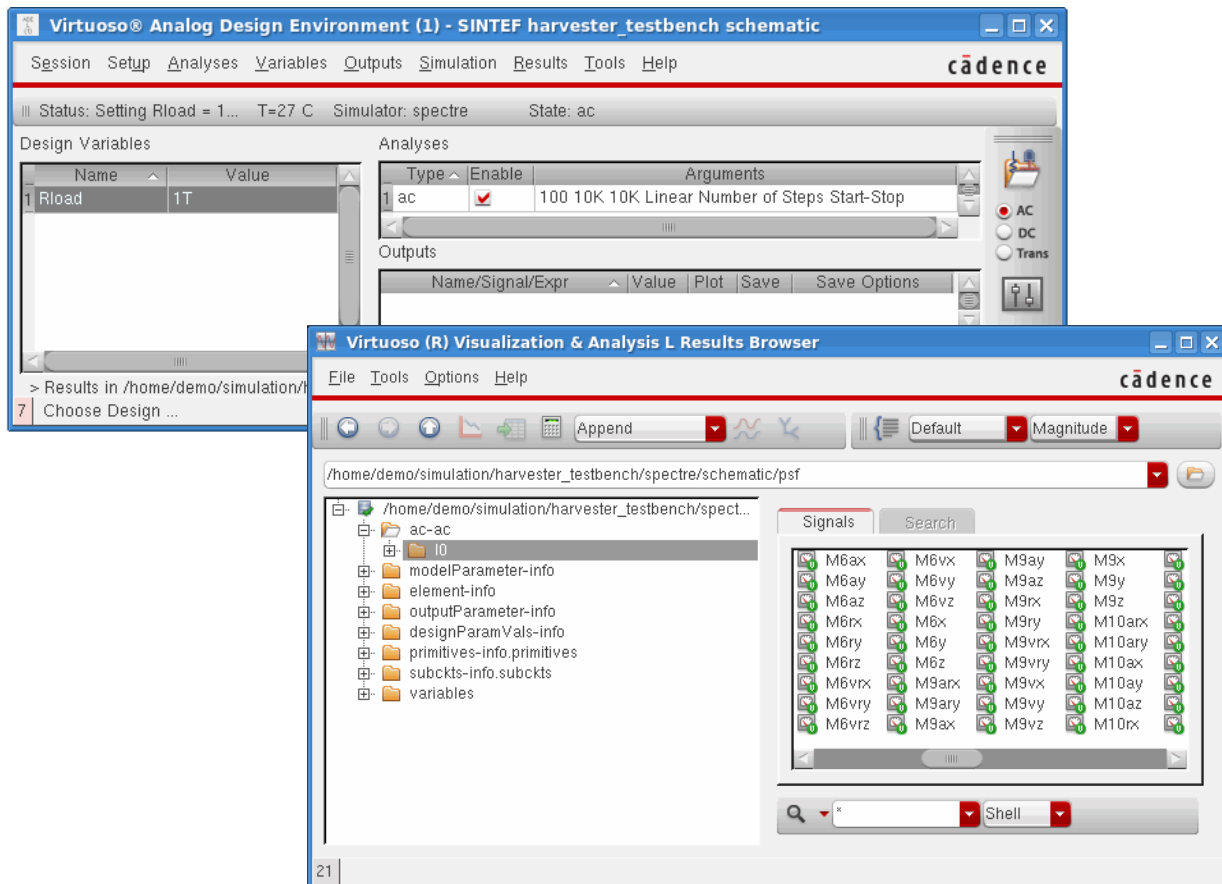 Virtuoso® Analog Design Environment (1) - SINTEF harvester_testbench schematic
Session Setup Analyses Variables Outputs Simulation Results Tools Help
cādence
Status: Setting Rload = 1... T=27 C Simulator: spectre State: ac
Design Variables
Name Value
1 Rload 1T
Analyses
Type Enable Arguments
1 ac 100 10K 10K Linear Number of Steps Start-Stop
AC
DC
Trans
Outputs
Name/Signal/Expr Value Plot Save Save Options
> Results in /home/demo/simulation/h
7 Choose Design ...
Virtuoso (R) Visualization & Analysis L Results Browser
File Tools Options Help
cādence
Append Default Magnitude
/home/demo/simulation/harvester_testbench/spectre/schematic/psf
/home/demo/simulation/harvester_testbench/spect...
ac-ac
I0
modelParameter-info
element-info
outputParameter-info
designParamVals-info
primitives-info.primitives
subckts-info.subckts
variables
Signals Search
M6ax M6vx M9ay M9x
M6ay M6vy M9az M9y
M6az M6vz M9rx M9z
M6rx M6x M9ry M10arx
M6ry M6y M9vrx M10ary
M6rz M6z M9vry M10ax
M6vrx M9arx M9vx M10ay
M6vry M9ary M9vy M10az
M6vrz M9ax M9vz M10rx
* Shell
21